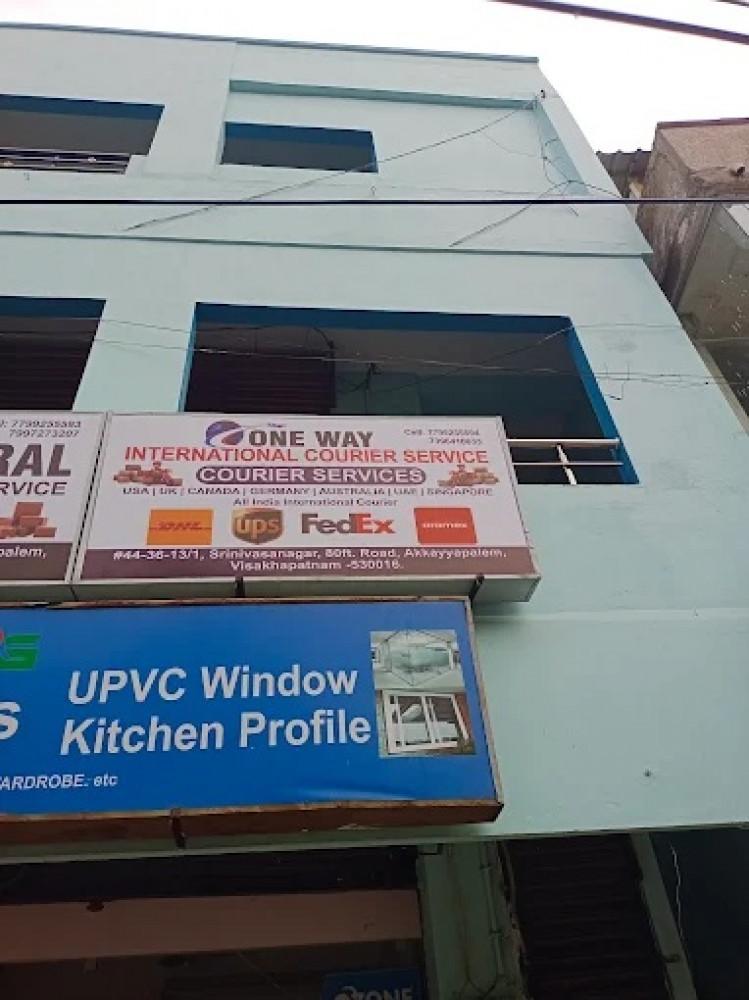 RAL
RVICE
palem,
ONE WAY
INTERNATIONAL COURIER SERVICE
COURIER SERVICES
USA | UK | CANADA | GERMANY | AUSTRALIA | UAE | SINGAPORE
All India International Courier
DHL
ups
FedEx
aramex
#44-36-13/1, Srinivasanagar, 80ft. Road, Akkayyapalem,
Visakhapatnam -530016.
S
UPVC Window
Kitchen Profile
ARDROBE. etc
ZONE